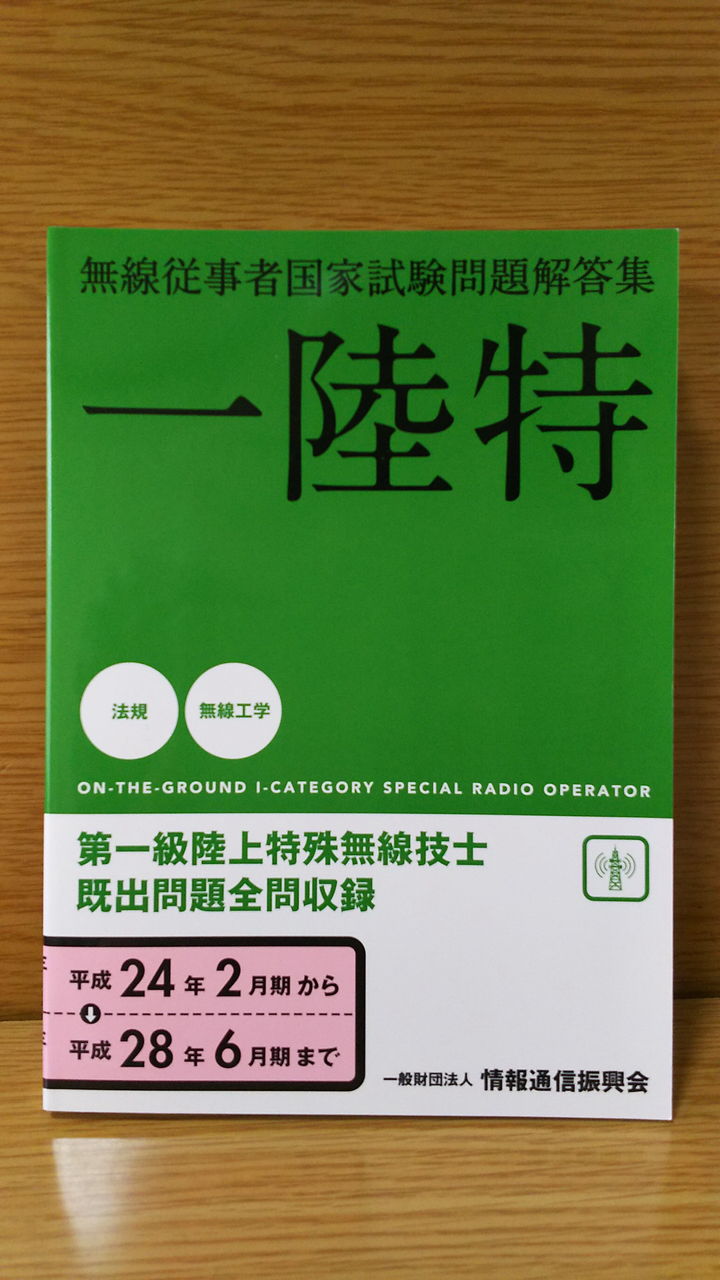 無線従事者国家試験問題解答集
一陸特
法規
無線工学
ON-THE-GROUND I-CATEGORY SPECIAL RADIO OPERATOR
第一級陸上特殊無線技士
既出問題全問収録
平成24年2月期から
平成28年6月期まで
一般財団法人 情報通信振興会